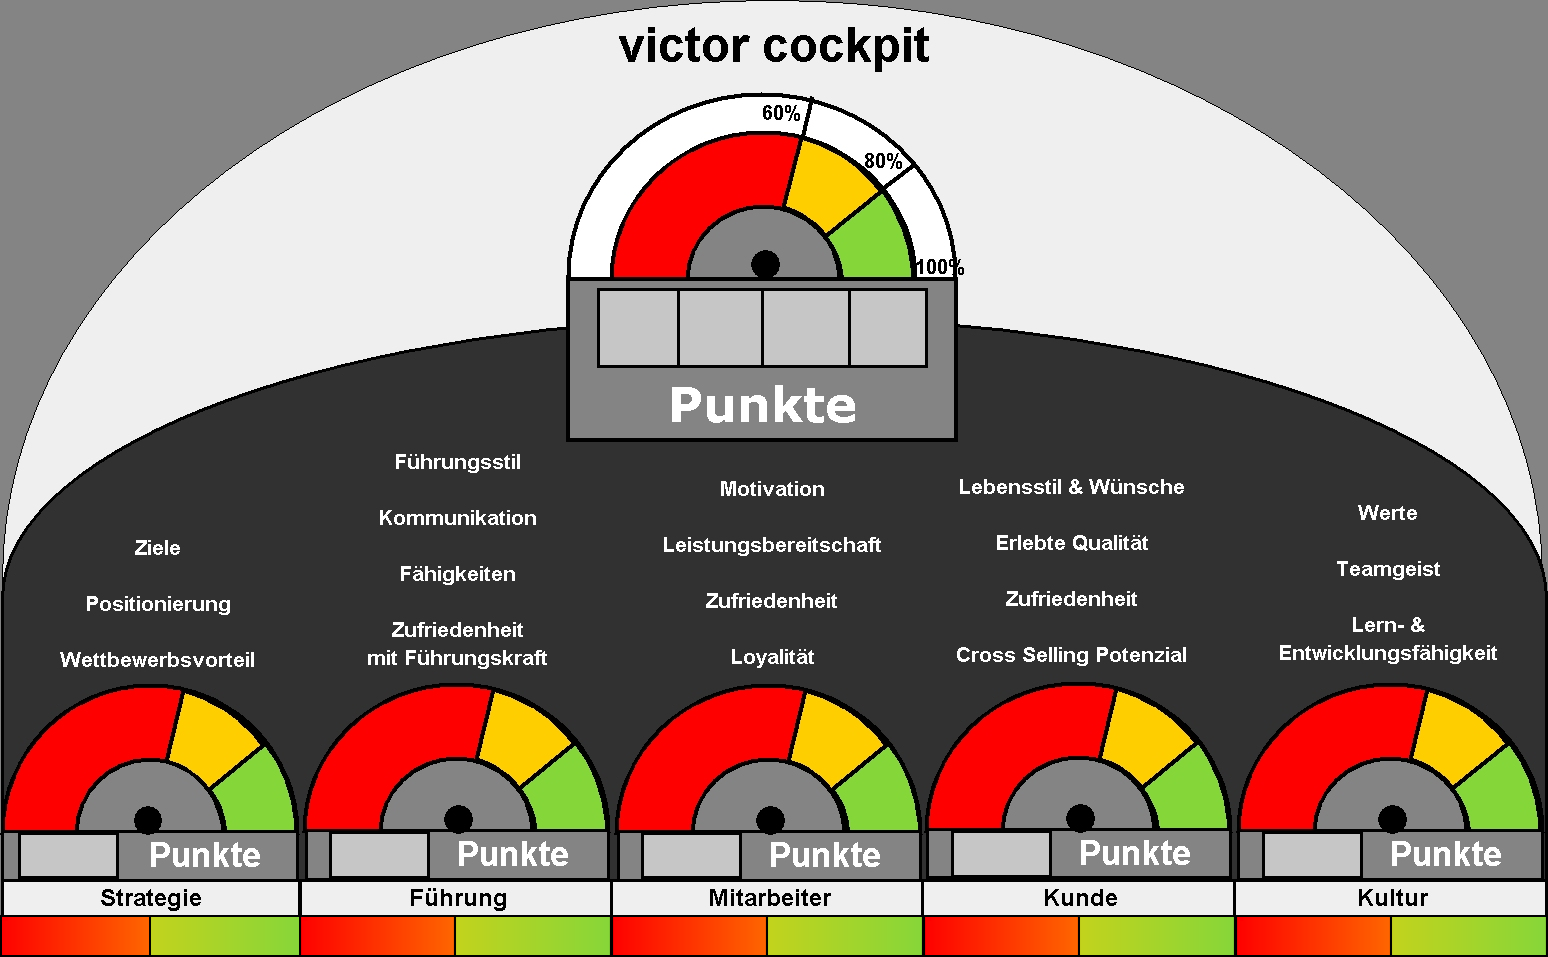 victor cockpit
60%
80%
100%
Punkte
Ziele
Positionierung
Wettbewerbsvorteil
Führungsstil
Kommunikation
Fähigkeiten
Zufriedenheit
mit Führungskraft
Motivation
Leistungsbereitschaft
Zufriedenheit
Loyalität
Lebensstil & Wünsche
Erlebte Qualität
Zufriedenheit
Cross Selling Potenzial
Werte
Teamgeist
Lern- &
Entwicklungsfähigkeit
Punkte
Punkte
Punkte
Punkte
Punkte
Strategie
Führung
Mitarbeiter
Kunde
Kultur